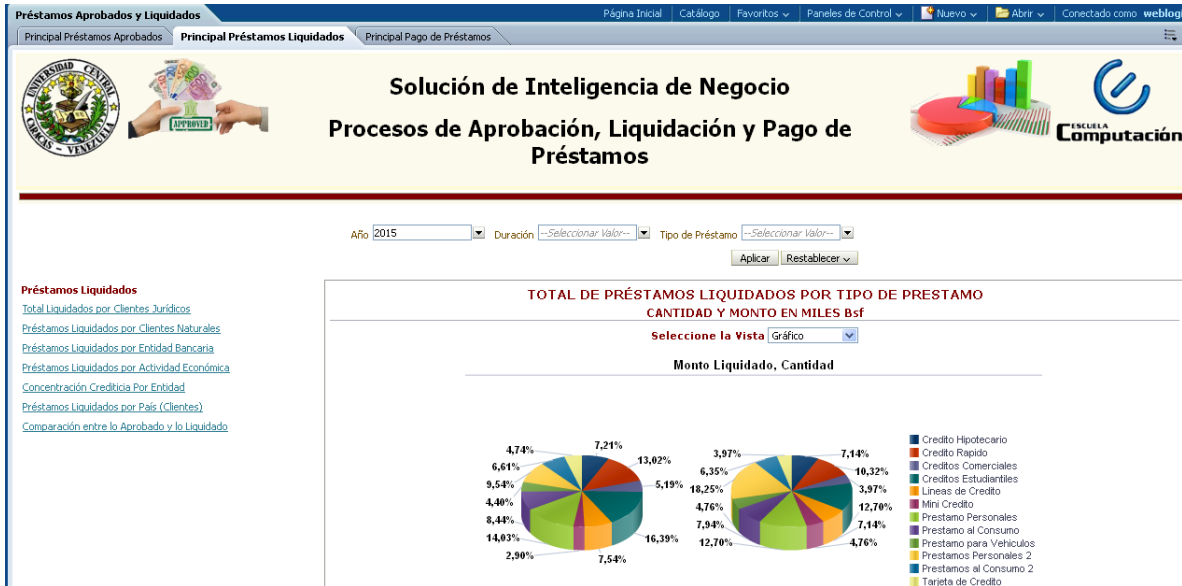 Préstamos Aprobados y Liquidados
Página Inicial Catálogo Favoritos Paneles de Control Nuevo Abrir Conectado como weblogi
Principal Préstamos Aprobados Principal Préstamos Liquidados Principal Pago de Préstamos
UNIVERSIDAD CENTRAL
CARACAS - VENEZUELA
APPROVED
Solución de Inteligencia de Negocio
Procesos de Aprobación, Liquidación y Pago de
Préstamos
ESCUELA
Computación
Año 2015 Duración --Seleccionar Valor-- Tipo de Préstamo --Seleccionar Valor--
Aplicar Restablecer
Préstamos Liquidados
Total Liquidados por Clientes Jurídicos
Préstamos Liquidados por Clientes Naturales
Préstamos Liquidados por Entidad Bancaria
Préstamos Liquidados por Actividad Económica
Concentración Crediticia Por Entidad
Préstamos Liquidados por País (Clientes)
Comparación entre lo Aprobado y lo Liquidado
TOTAL DE PRÉSTAMOS LIQUIDADOS POR TIPO DE PRESTAMO
CANTIDAD Y MONTO EN MILES Bsf
Seleccione la Vista Gráfico
Monto Liquidado, Cantidad
7,21%
13,02%
5,19%
16,39%
7,54%
2,90%
14,03%
8,44%
4,40%
9,54%
6,61%
4,74%
7,14%
10,32%
3,97%
12,70%
7,14%
4,76%
12,70%
7,94%
4,76%
18,25%
6,35%
3,97%
Credito Hipotecario
Credito Rapido
Creditos Comerciales
Creditos Estudiantiles
Lineas de Credito
Mini Credito
Prestamo Personales
Prestamo al Consumo
Prestamo para Vehiculos
Prestamos Personales 2
Prestamos al Consumo 2
Tarjeta de Credito